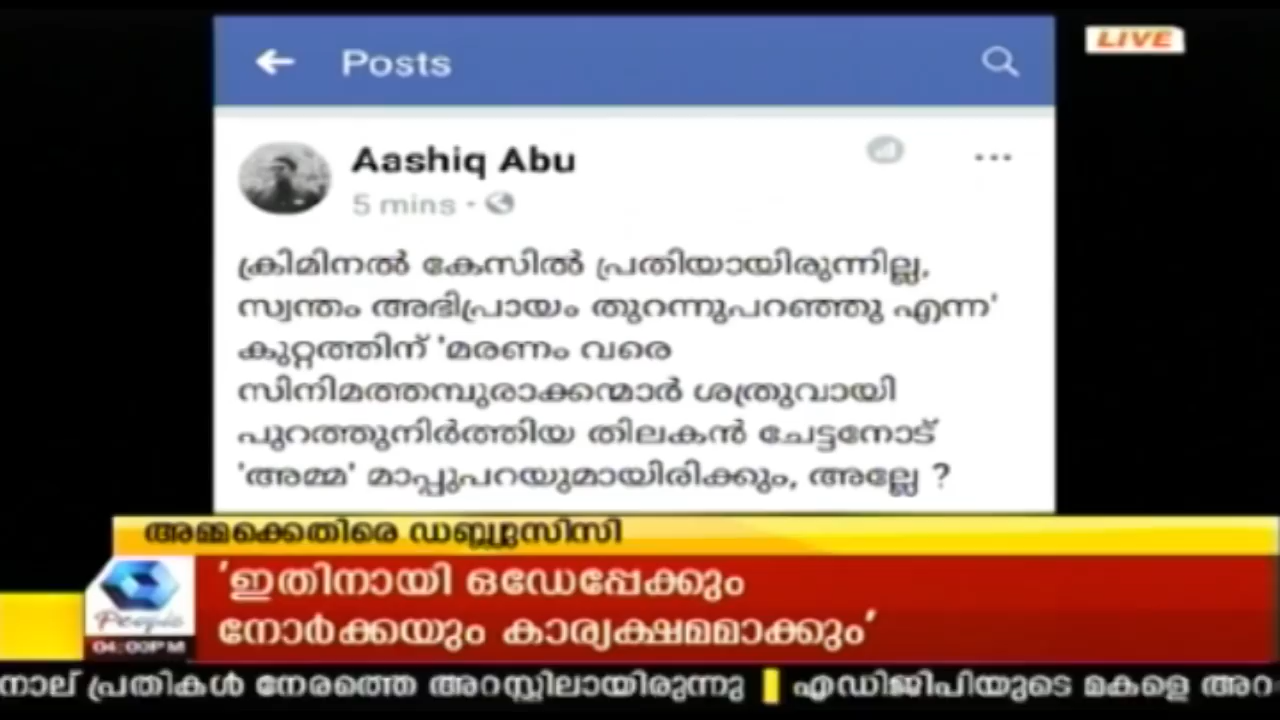 LIVE
Posts
Aashiq Abu
5 mins
ക്രിമിനൽ കേസിൽ പ്രതിയായിരുന്നില്ല,
സ്വന്തം അഭിപ്രായം തുറന്നുപറഞ്ഞു എന്ന'
കുറ്റത്തിന് 'മരണം വരെ
സിനിമത്തമ്പുരാക്കന്മാർ ശത്രുവായി
പുറത്തുനിർത്തിയ തിലകൻ ചേട്ടനോട്
'അമ്മ' മാപ്പുപറയുമായിരിക്കും, അല്ലേ ?
അമ്മക്കെതിരെ ഡബ്ല്യുസിസി
'ഇതിനായി ഒഡേപ്പേക്കും
നോർക്കയും കാര്യക്ഷമമാക്കും'
People
04:00PM
നാല് പ്രതികൾ നേരത്തെ അറസ്റ്റിലായിരുന്നു എഡിജിപിയുടെ മകളെ അറ